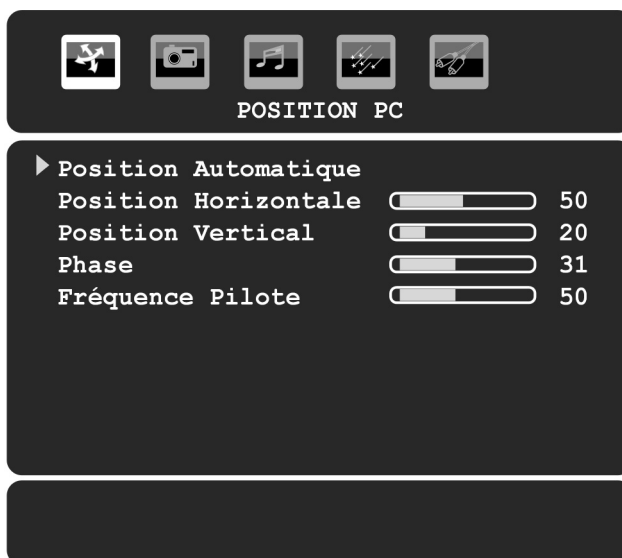 POSITION PC
Position Automatique
Position Horizontale 50
Position Vertical 20
Phase 31
Fréquence Pilote 50